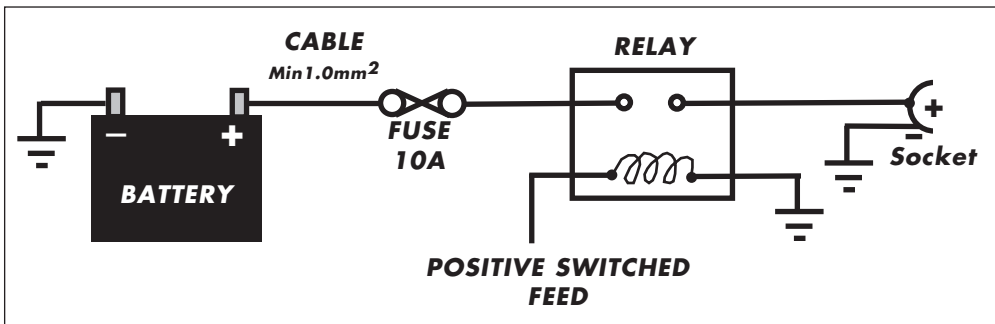 CABLE
Min1.0mm²
RELAY
FUSE
10A
–
+
BATTERY
+
–
Socket
POSITIVE SWITCHED
FEED